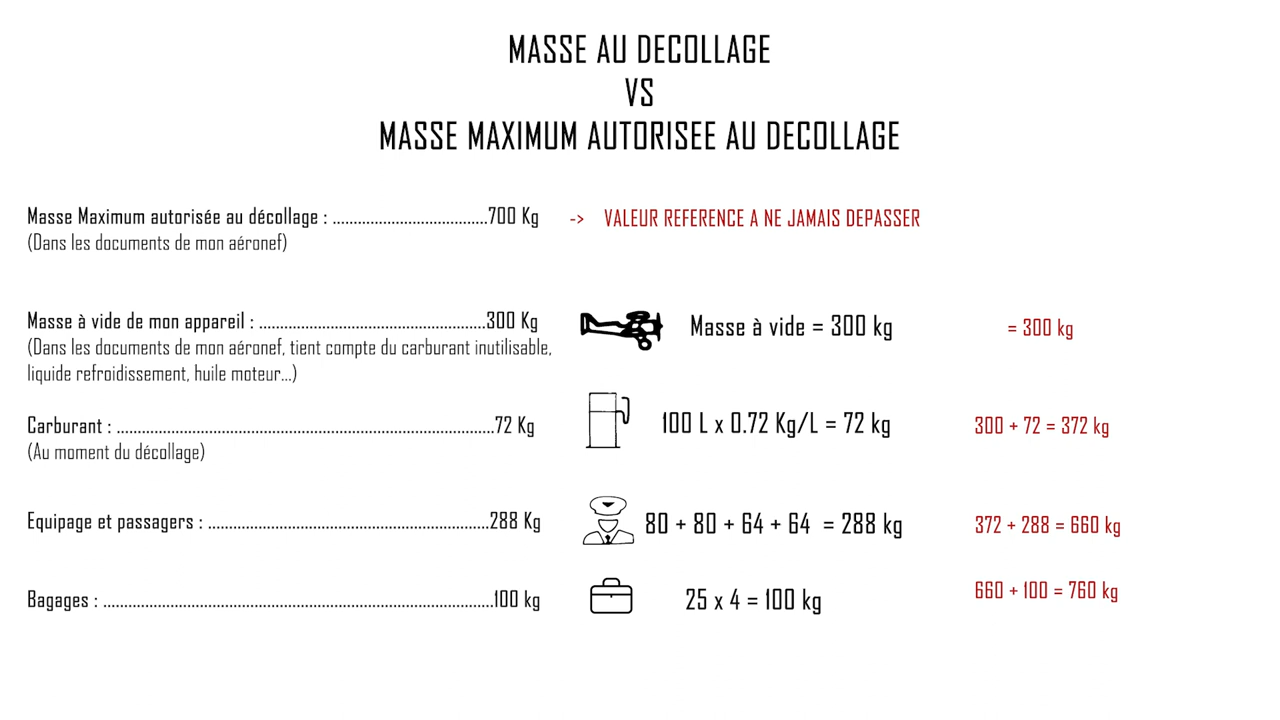 MASSE AU DECOLLAGE
VS
MASSE MAXIMUM AUTORISEE AU DECOLLAGE
Masse Maximum autorisée au décollage : .....................................700 Kg -> VALEUR REFERENCE A NE JAMAIS DEPASSER
(Dans les documents de mon aéronef)
Masse à vide de mon appareil : ......................................................300 Kg Masse à vide = 300 kg = 300 kg
(Dans les documents de mon aéronef, tient compte du carburant inutilisable,
liquide refroidissement, huile moteur...)
Carburant : ..........................................................................................72 Kg 100 L x 0.72 Kg/L = 72 kg 300 + 72 = 372 kg
(Au moment du décollage)
Equipage et passagers : ...................................................................288 Kg 80 + 80 + 64 + 64 = 288 kg 372 + 288 = 660 kg
Bagages : .............................................................................................100 kg 25 x 4 = 100 kg 660 + 100 = 760 kg